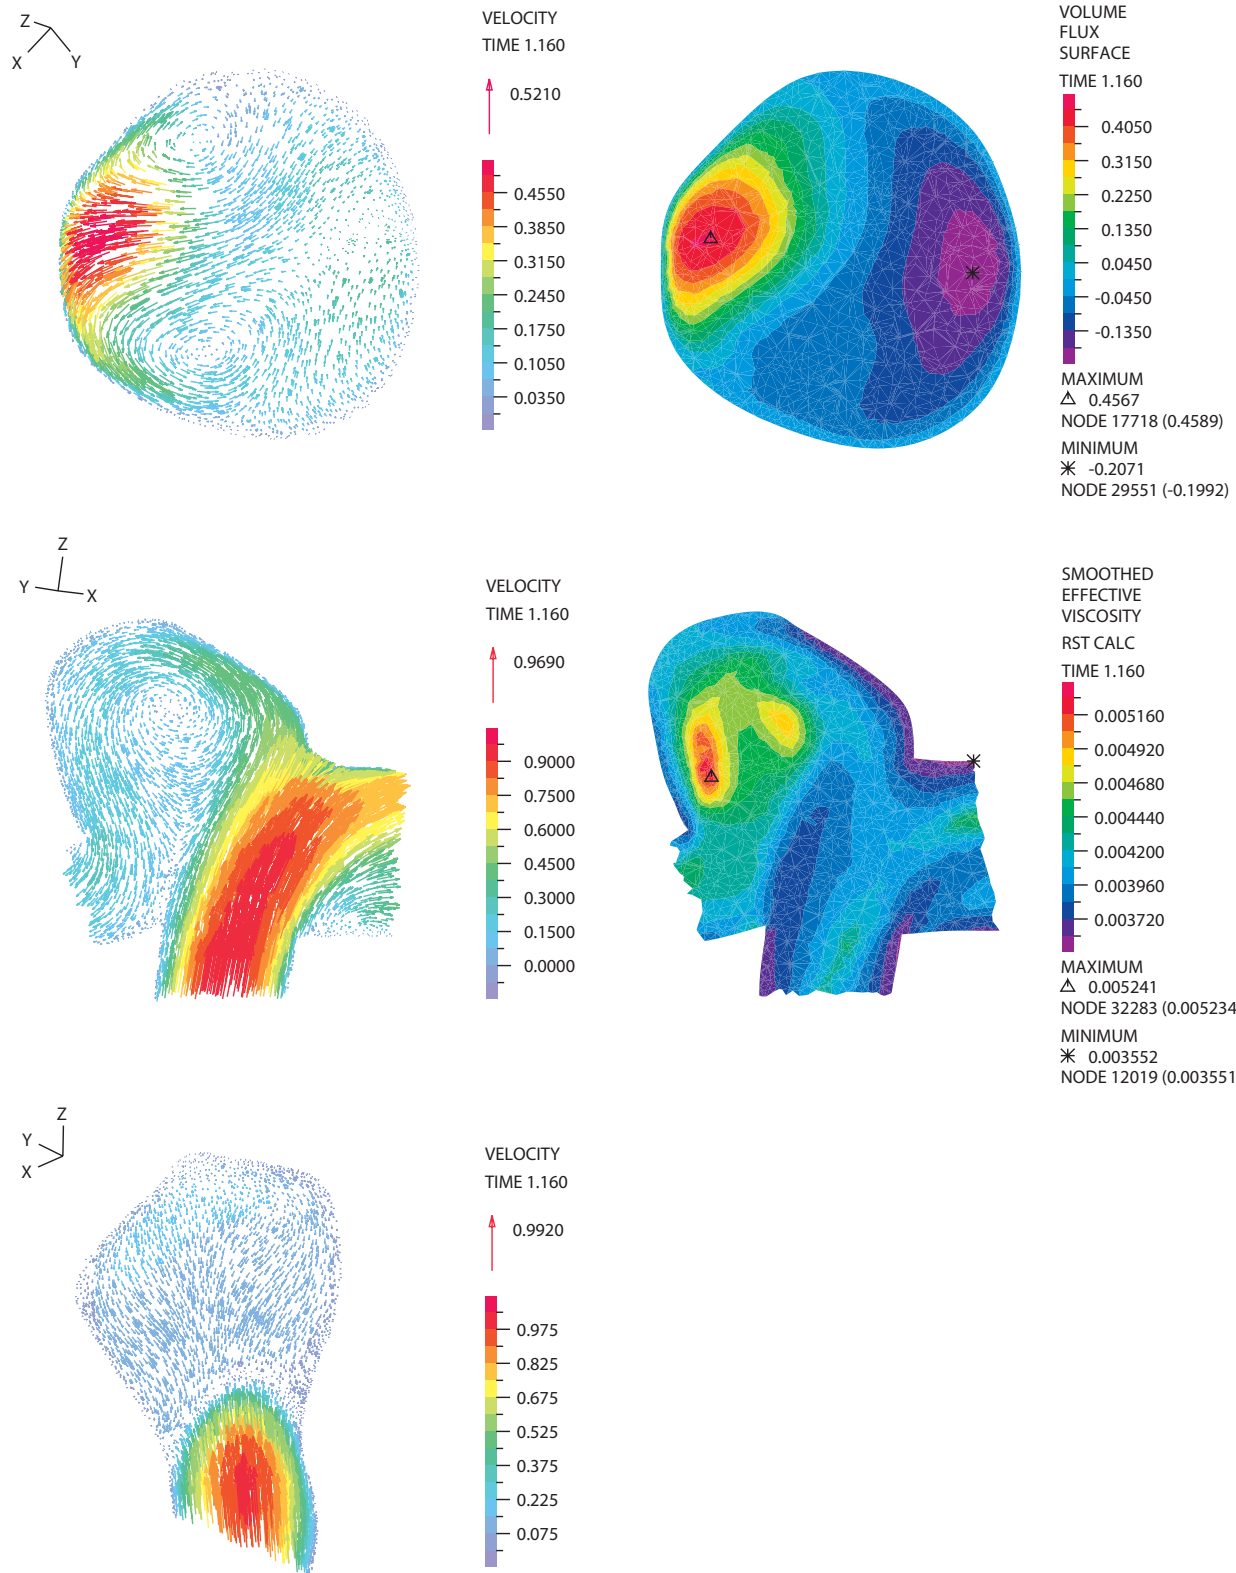 Z
X
Y
VELOCITY
TIME 1.160
0.5210
0.4550
0.3850
0.3150
0.2450
0.1750
0.1050
0.0350
VOLUME
FLUX
SURFACE
TIME 1.160
0.4050
0.3150
0.2250
0.1350
0.0450
-0.0450
-0.1350
MAXIMUM
0.4567
NODE 17718 (0.4589)
MINIMUM
-0.2071
NODE 29551 (-0.1992)
Z
Y
X
VELOCITY
TIME 1.160
0.9690
0.9000
0.7500
0.6000
0.4500
0.3000
0.1500
0.0000
SMOOTHED
EFFECTIVE
VISCOSITY
RST CALC
TIME 1.160
0.005160
0.004920
0.004680
0.004440
0.004200
0.003960
0.003720
MAXIMUM
0.005241
NODE 32283 (0.005234
MINIMUM
0.003552
NODE 12019 (0.003551
Z
Y
X
VELOCITY
TIME 1.160
0.9920
0.975
0.825
0.675
0.525
0.375
0.225
0.075